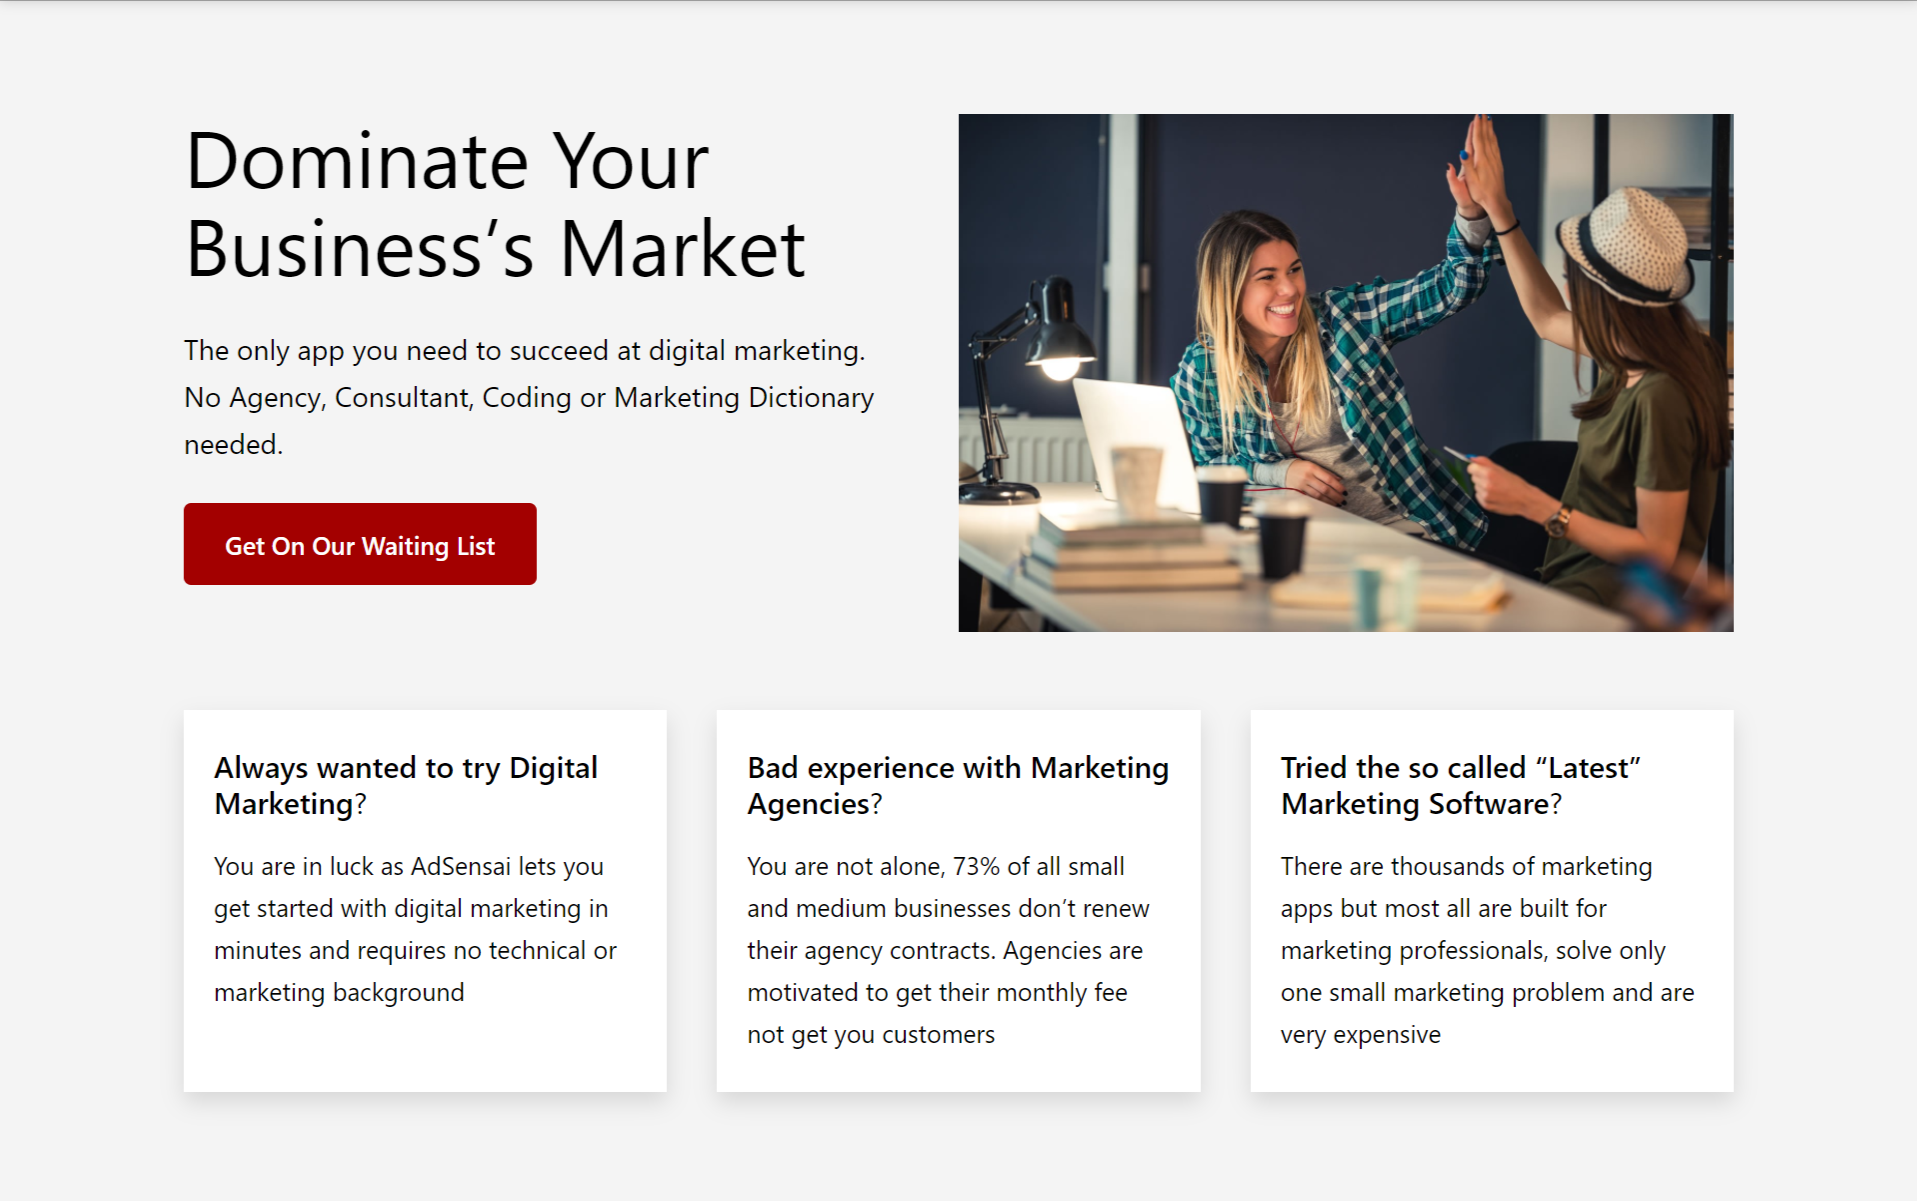 Dominate Your
Business’s Market
The only app you need to succeed at digital marketing.
No Agency, Consultant, Coding or Marketing Dictionary
needed.
Get On Our Waiting List
Always wanted to try Digital
Marketing?
You are in luck as AdSensai lets you
get started with digital marketing in
minutes and requires no technical or
marketing background
Bad experience with Marketing
Agencies?
You are not alone, 73% of all small
and medium businesses don’t renew
their agency contracts. Agencies are
motivated to get their monthly fee
not get you customers
Tried the so called “Latest”
Marketing Software?
There are thousands of marketing
apps but most all are built for
marketing professionals, solve only
one small marketing problem and are
very expensive